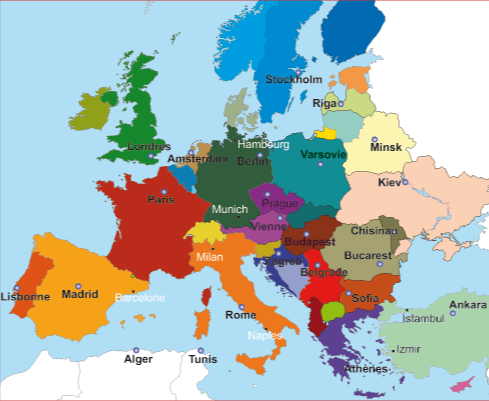 Stockholm
Riga
Hambourg
Londres
Amsterdam
Berlin
Varsovie
Minsk
Kiev
Paris
Prague
Munich
Vienne
Budapest
Chisinau
Milan
Zagreb
Bucarest
Belgrade
Lisbonne
Madrid
Barcelone
Rome
Sofia
Ankara
Istambul
Naples
Izmir
Alger
Tunis
Athènes